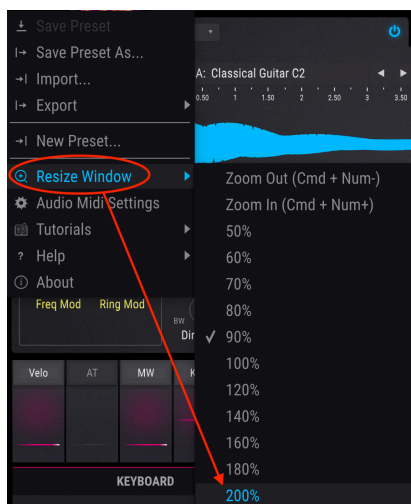 Save Preset
Save Preset As...
Import...
Export
New Preset...
Resize Window
Audio Midi Settings
Tutorials
Help
About
A: Classical Guitar C2
0.50 1 1.50 2 2.50 3 3.50
Zoom Out (Cmd + Num-)
Zoom In (Cmd + Num+)
50%
60%
70%
80%
90%
100%
120%
140%
160%
180%
200%
Freq Mod Ring Mod
BW
Dir
Velo AT MW K
KEYBOARD